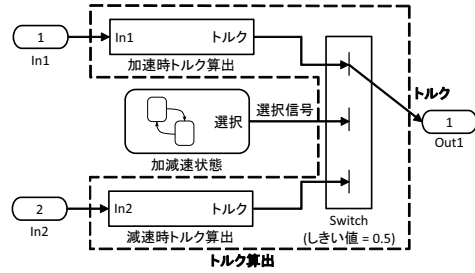 1
In1
In1
トルク
加速時トルク算出
選択
選択信号
加減速状態
トルク
1
Out1
2
In2
In2
トルク
減速時トルク算出
Switch
(しきい値 = 0.5)
トルク算出